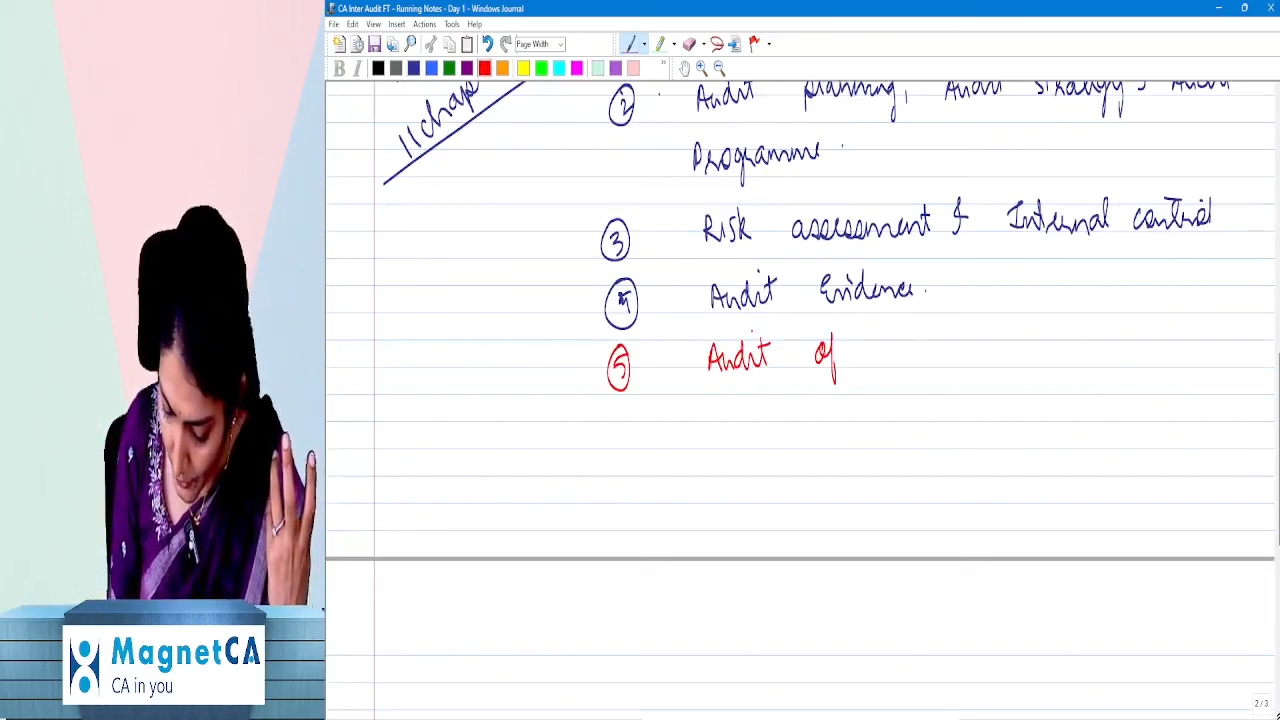 CA Inter Audit FT - Running Notes - Day 1 - Windows Journal
File Edit View Insert Actions Tools Help
Page Width
B I
11 chap
② Audit planning, Audit Strategy & Audit
Programme.
③ Risk assessment & Internal control
④ Audit Evidence.
⑤ Audit of
MagnetCA
CA in you
2/3